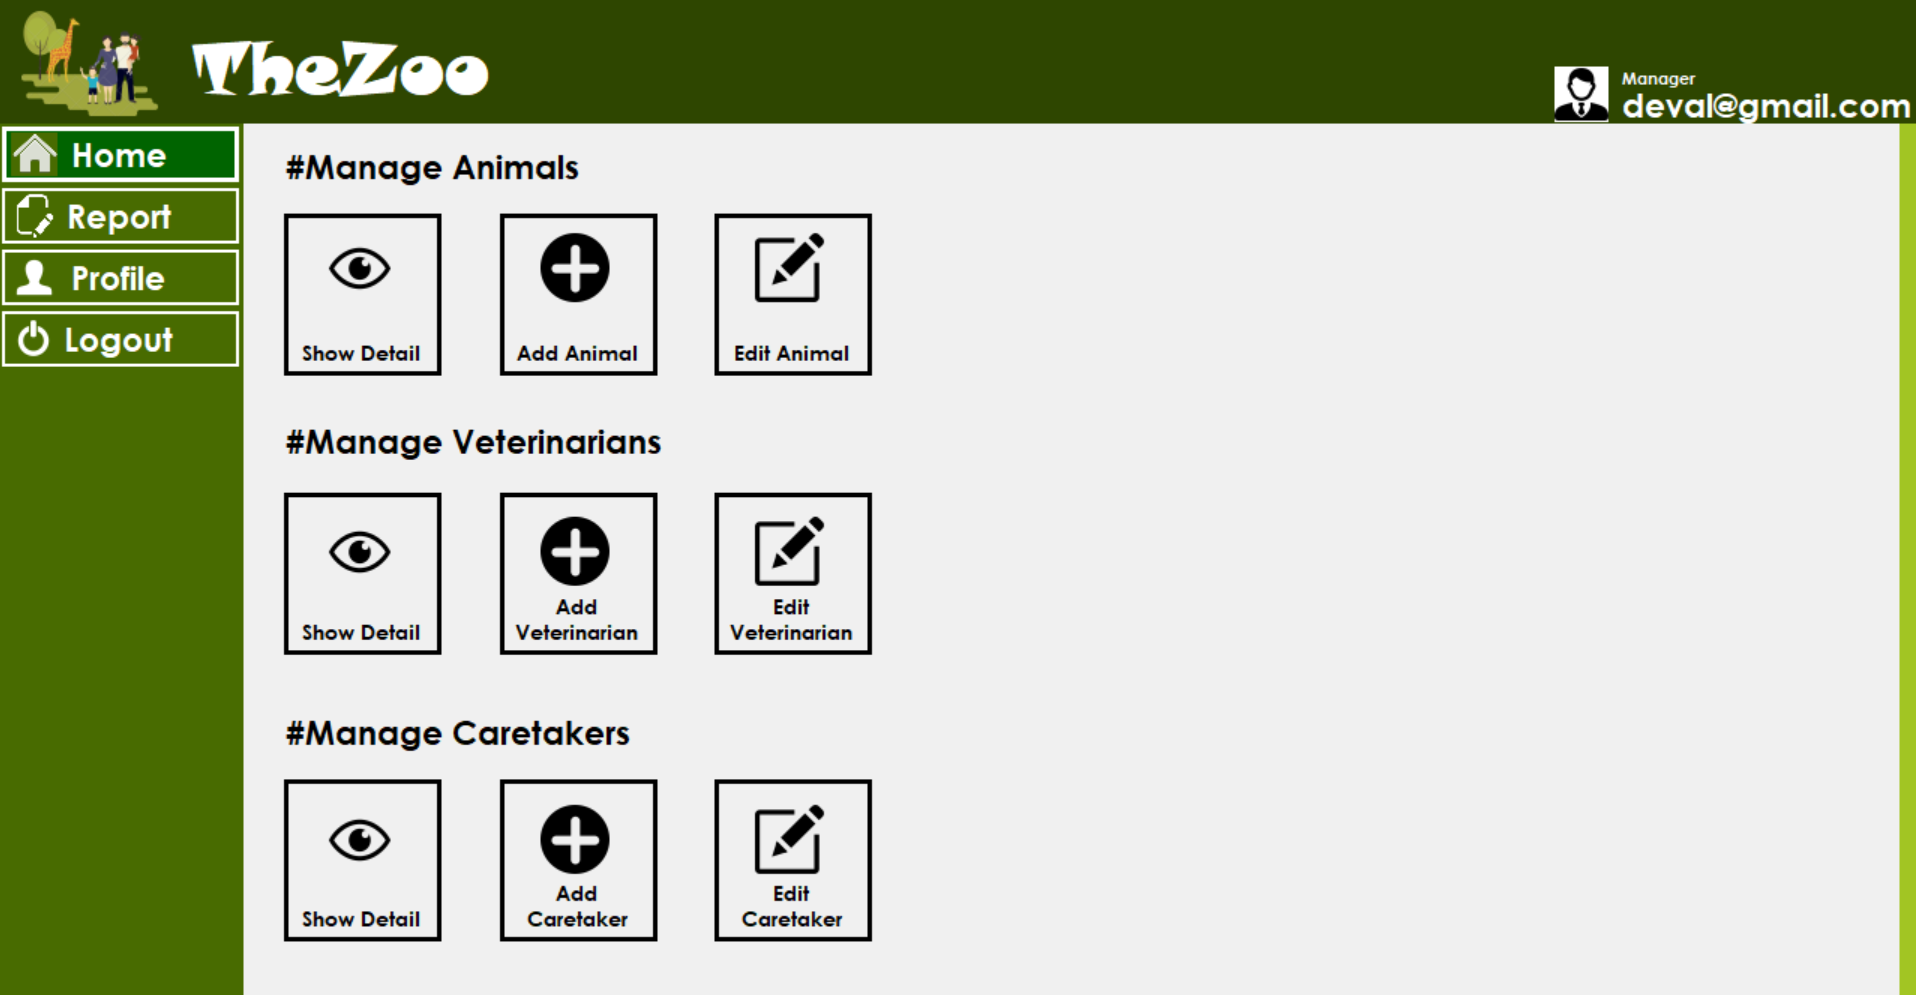 TheZoo
Manager
deval@gmail.com
Home
Report
Profile
Logout
#Manage Animals
Show Detail
Add Animal
Edit Animal
#Manage Veterinarians
Show Detail
Add
Veterinarian
Edit
Veterinarian
#Manage Caretakers
Show Detail
Add
Caretaker
Edit
Caretaker